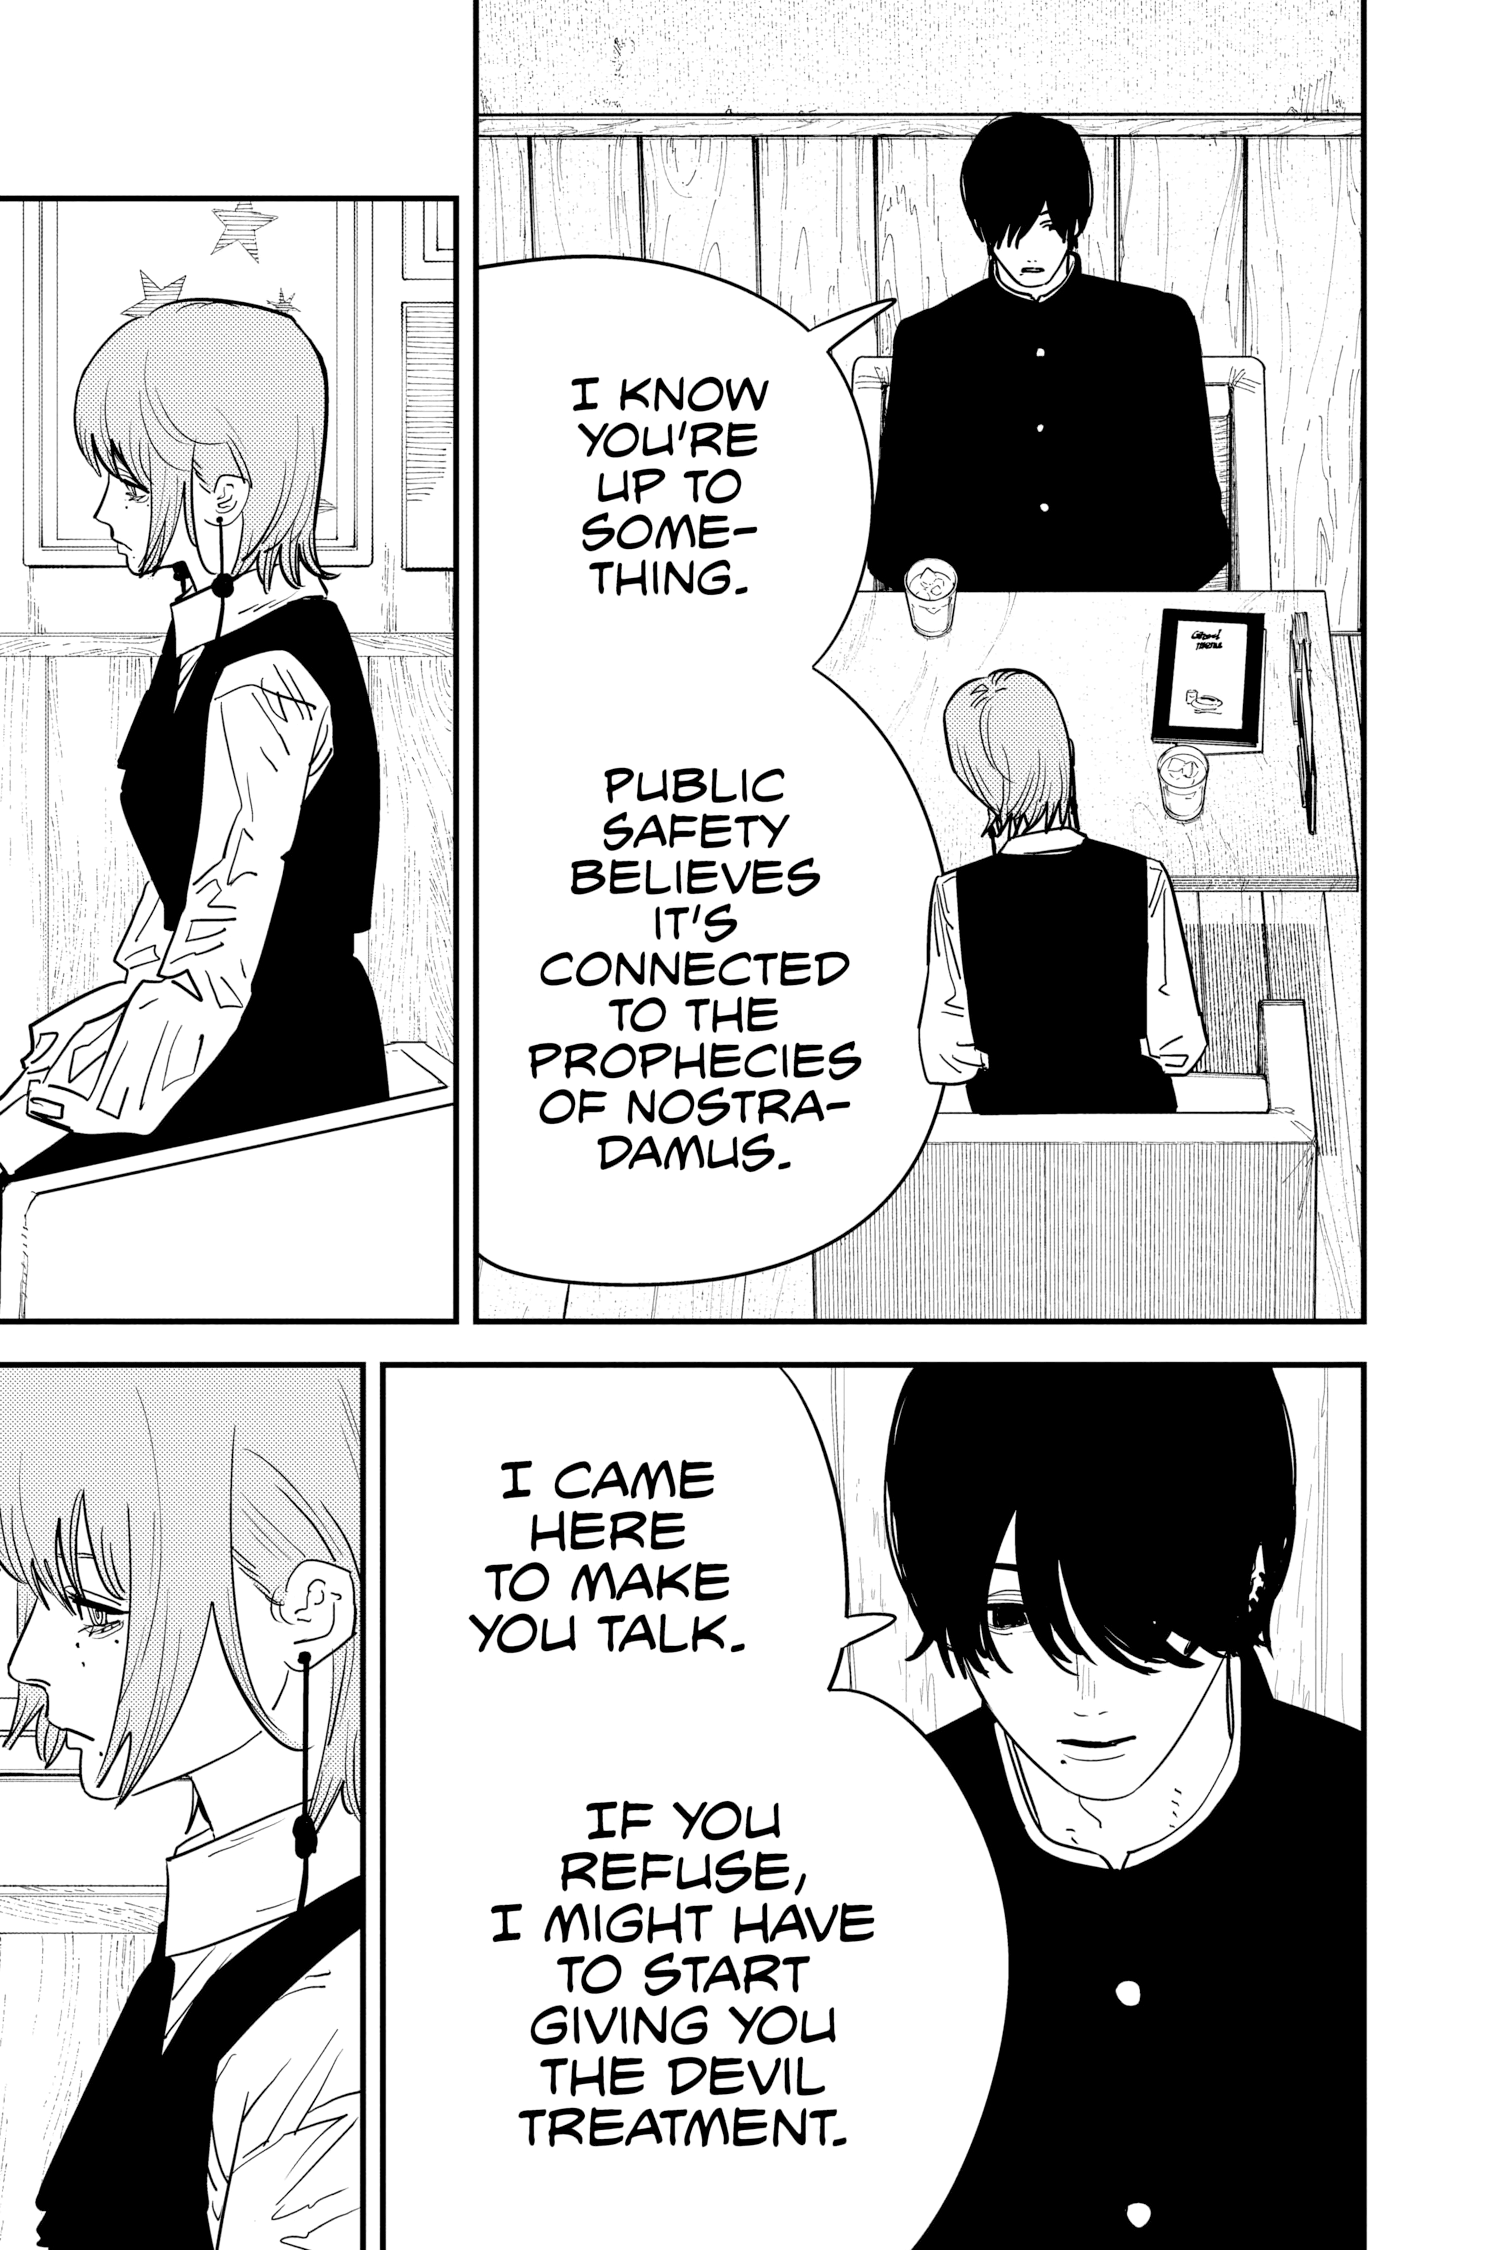 I KNOW
YOU'RE
UP TO
SOME-
THING.
PUBLIC
SAFETY
BELIEVES
IT'S
CONNECTED
TO THE
PROPHECIES
OF NOSTRA-
DAMUS.
I CAME
HERE
TO MAKE
YOU TALK.
IF YOU
REFUSE,
I MIGHT HAVE
TO START
GIVING YOU
THE DEVIL
TREATMENT.